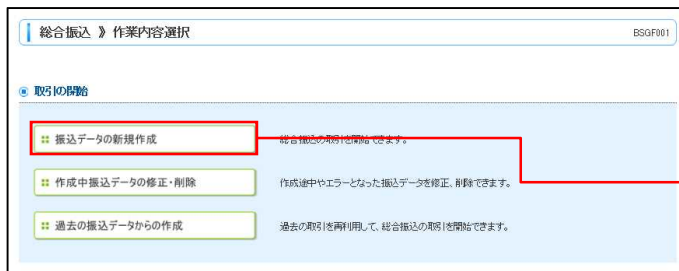 総合振込 》作業内容選択
BSGF001
取引の開始
振込データの新規作成
総合振込の取引を開始できます。
作成中振込データの修正・削除
作成途中やエラーとなった振込データを修正、削除できます。
過去の振込データからの作成
過去の取引を再利用して、総合振込の取引を開始できます。